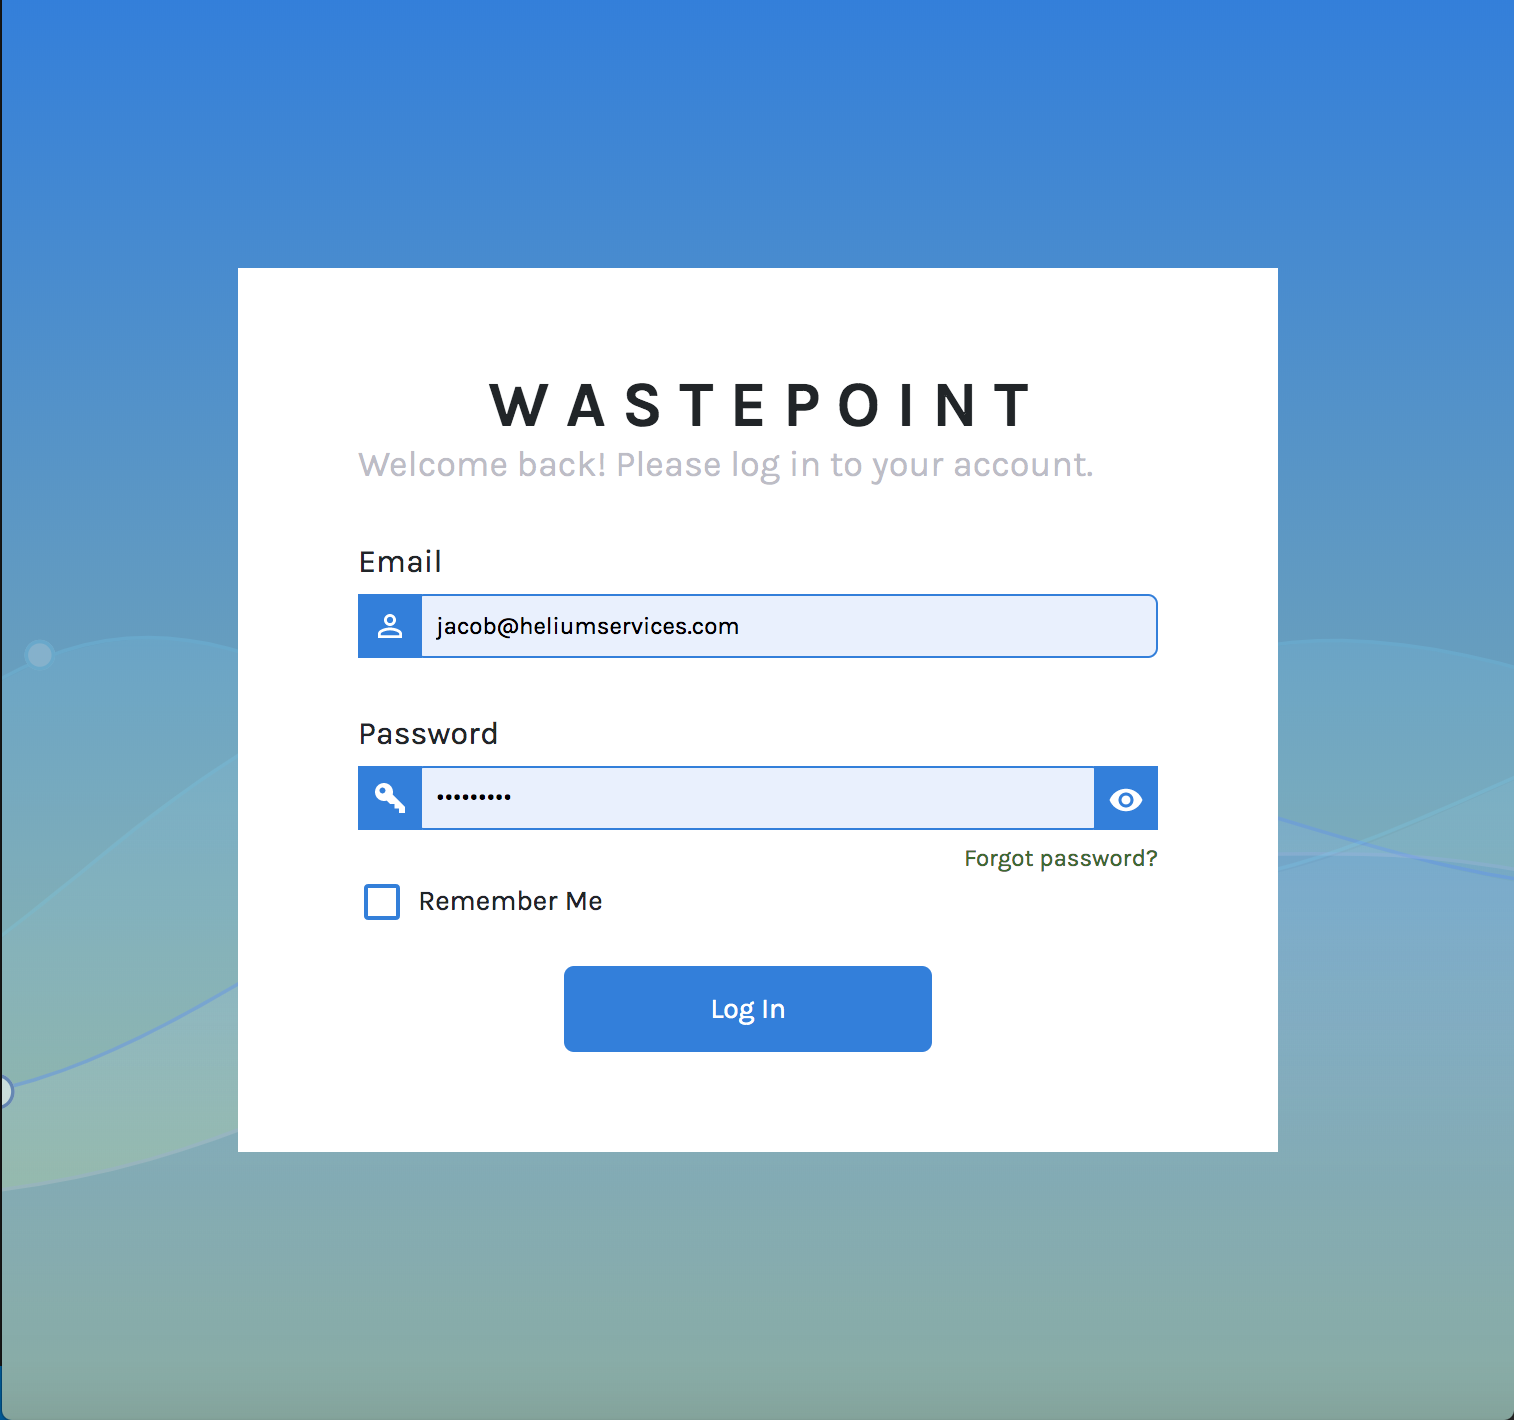 WASTEPOINT
Welcome back! Please log in to your account.
Email
jacob@heliumservices.com
Password
•••••••••
Forgot password?
Remember Me
Log In